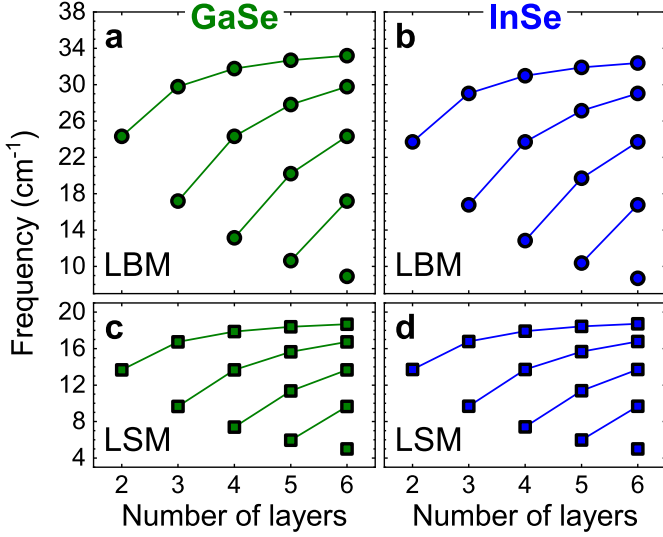 GaSe InSe
a b
38
34
30
26
22
18
14
10
LBM LBM
Frequency (cm⁻¹)
c d
20
16
12
8
4
LSM LSM
2 3 4 5 6 2 3 4 5 6
Number of layers Number of layers